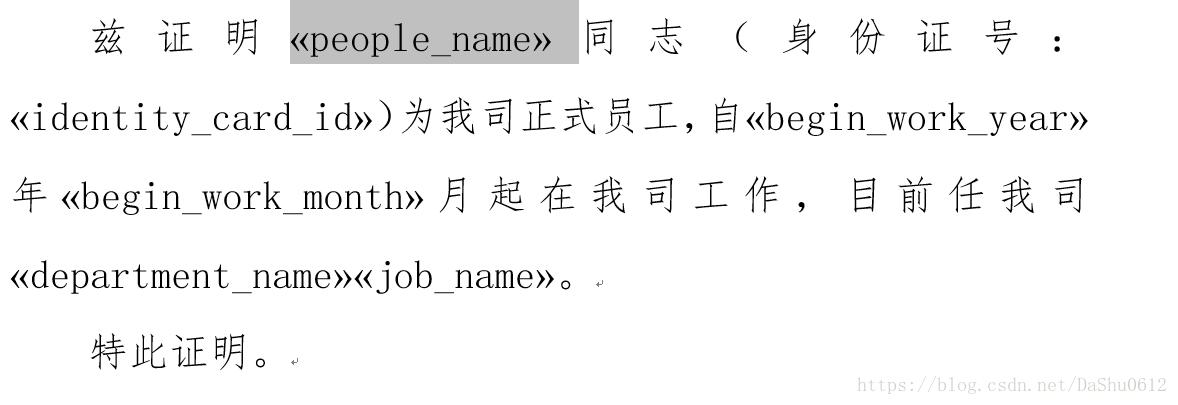 兹证明«people_name»同志（身份证号：
«identity_card_id»）为我司正式员工，自«begin_work_year»
年«begin_work_month»月起在我司工作，目前任我司
«department_name»«job_name»。
特此证明。
https://blog.csdn.net/DaShu0612